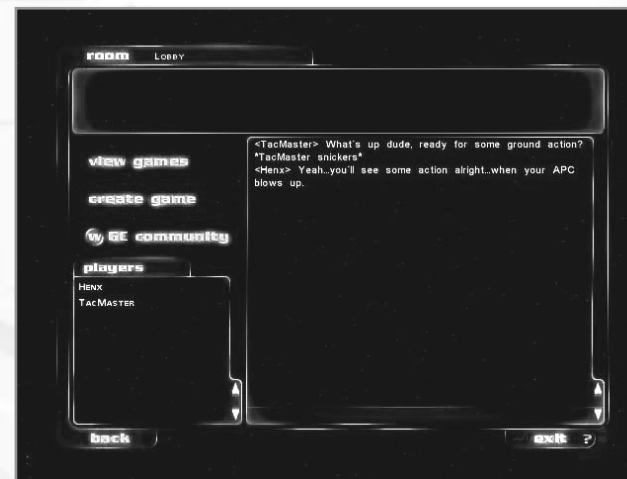 room Lobby
<TacMaster> What's up dude, ready for some ground action?
*TacMaster snickers*
<Henx> Yeah...you'll see some action alright...when your APC
blows up.
view games
create game
W GE community
players
Henx
TacMaster
back
exit ?